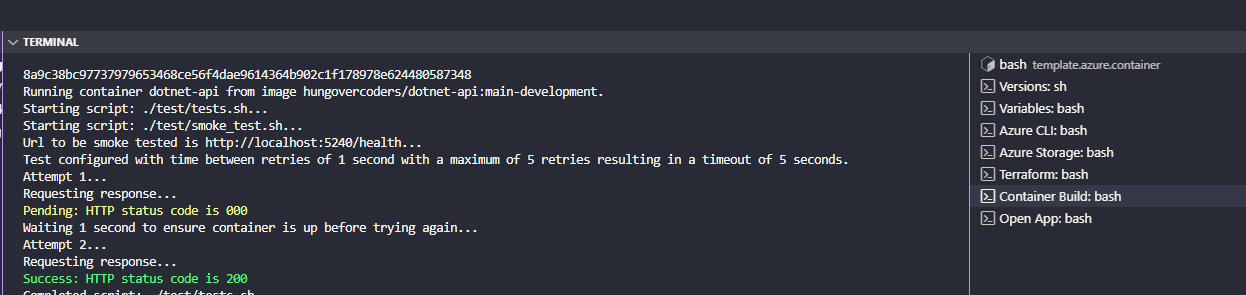 TERMINAL
8a9c38bc97737979653468ce56f4dae9614364b902c1f178978e624480587348
Running container dotnet-api from image hungovercoders/dotnet-api:main-development.
Starting script: ./test/tests.sh...
Starting script: ./test/smoke_test.sh...
Url to be smoke tested is http://localhost:5240/health...
Test configured with time between retries of 1 second with a maximum of 5 retries resulting in a timeout of 5 seconds.
Attempt 1...
Requesting response...
Pending: HTTP status code is 000
Waiting 1 second to ensure container is up before trying again...
Attempt 2...
Requesting response...
Success: HTTP status code is 200
Completed script: ./test/tests.sh
bash template.azure.container
Versions: sh
Variables: bash
Azure CLI: bash
Azure Storage: bash
Terraform: bash
Container Build: bash
Open App: bash